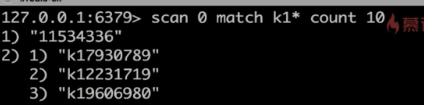 127.0.0.1:6379> scan 0 match k1* count 10
1) "11534336"
2) 1) "k17930789"
   2) "k12231719"
   3) "k19606980"